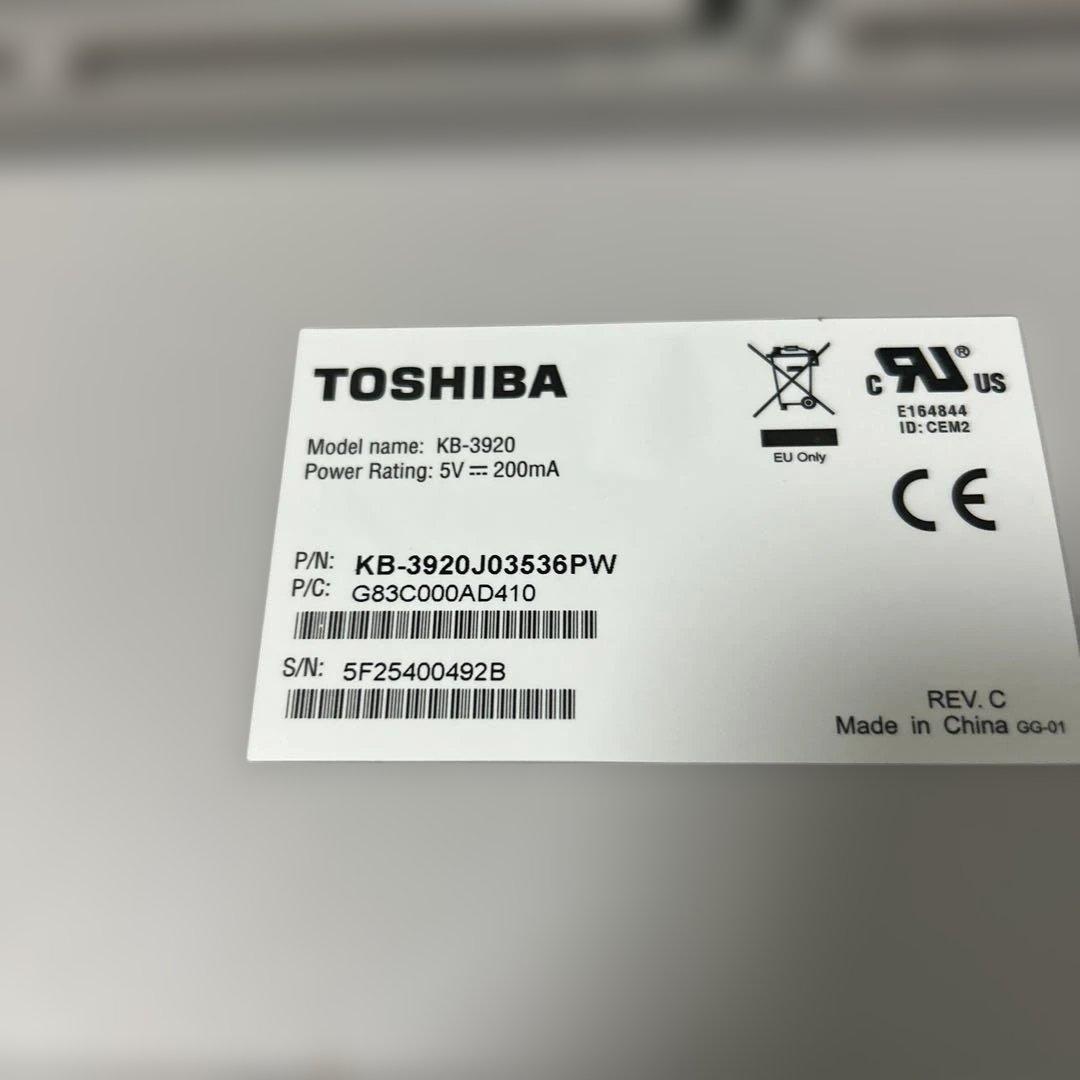 TOSHIBA
Model name: KB-3920
Power Rating: 5V ⎓ 200mA
P/N: KB-3920J03536PW
P/C: G83C000AD410
S/N: 5F25400492B
EU Only
C RU® US
E164844
ID: CEM2
CE
REV. C
Made in China GG-01